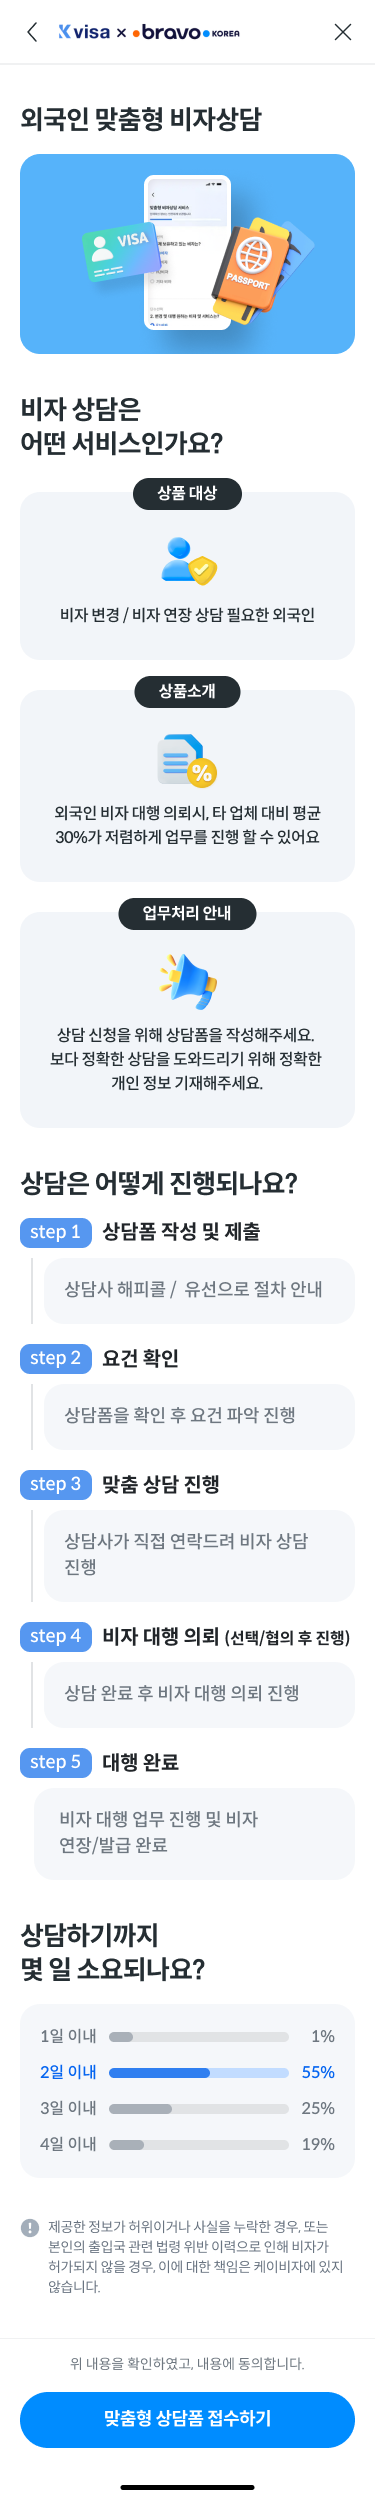 Kvisa × bravo KOREA
외국인 맞춤형 비자상담
맞춤형 비자상담 서비스
VISA
PASSPORT
비자 상담은
어떤 서비스인가요?
상품 대상
비자 변경 / 비자 연장 상담 필요한 외국인
상품소개
%
외국인 비자 대행 의뢰시, 타 업체 대비 평균
30%가 저렴하게 업무를 진행 할 수 있어요
업무처리 안내
상담 신청을 위해 상담폼을 작성해주세요.
보다 정확한 상담을 도와드리기 위해 정확한
개인 정보 기재해주세요.
상담은 어떻게 진행되나요?
step 1 상담폼 작성 및 제출
상담사 해피콜 / 유선으로 절차 안내
step 2 요건 확인
상담폼을 확인 후 요건 파악 진행
step 3 맞춤 상담 진행
상담사가 직접 연락드려 비자 상담
진행
step 4 비자 대행 의뢰 (선택/협의 후 진행)
상담 완료 후 비자 대행 의뢰 진행
step 5 대행 완료
비자 대행 업무 진행 및 비자
연장/발급 완료
상담하기까지
몇 일 소요되나요?
1일 이내 1%
2일 이내 55%
3일 이내 25%
4일 이내 19%
제공한 정보가 허위이거나 사실을 누락한 경우, 또는
본인의 출입국 관련 법령 위반 이력으로 인해 비자가
허가되지 않을 경우, 이에 대한 책임은 케이비자에 있지
않습니다.
위 내용을 확인하였고, 내용에 동의합니다.
맞춤형 상담폼 접수하기